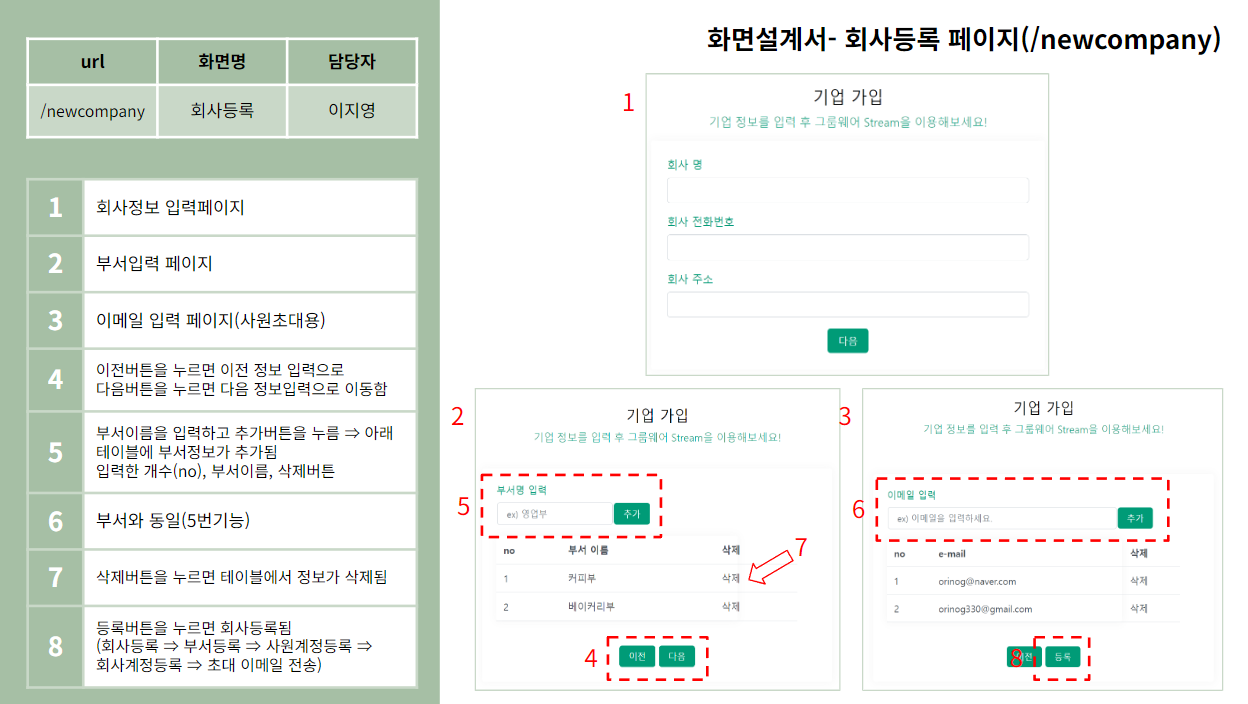 화면설계서- 회사등록 페이지(/newcompany)
url 화면명 담당자
/newcompany 회사등록 이지영
1 회사정보 입력페이지
2 부서입력 페이지
3 이메일 입력 페이지(사원초대용)
4 이전버튼을 누르면 이전 정보 입력으로
다음버튼을 누르면 다음 정보입력으로 이동함
5 부서이름을 입력하고 추가버튼을 누름 ⇒ 아래
테이블에 부서정보가 추가됨
입력한 개수(no), 부서이름, 삭제버튼
6 부서와 동일(5번기능)
7 삭제버튼을 누르면 테이블에서 정보가 삭제됨
8 등록버튼을 누르면 회사등록됨
(회사등록 ⇒ 부서등록 ⇒ 사원계정등록 ⇒
회사계정등록 ⇒ 초대 이메일 전송)
1
기업 가입
기업 정보를 입력 후 그룹웨어 Stream을 이용해보세요!
회사 명
회사 전화번호
회사 주소
다음
2
기업 가입
기업 정보를 입력 후 그룹웨어 Stream을 이용해보세요!
5
부서명 입력
ex) 영업부 추가
no 부서 이름 삭제
7
1 커피부 삭제
2 베이커리부 삭제
4
이전 다음
3
기업 가입
기업 정보를 입력 후 그룹웨어 Stream을 이용해보세요!
6
이메일 입력
ex) 이메일을 입력하세요. 추가
no e-mail 삭제
1 orinog@naver.com 삭제
2 orinog330@gmail.com 삭제
8
이전 등록